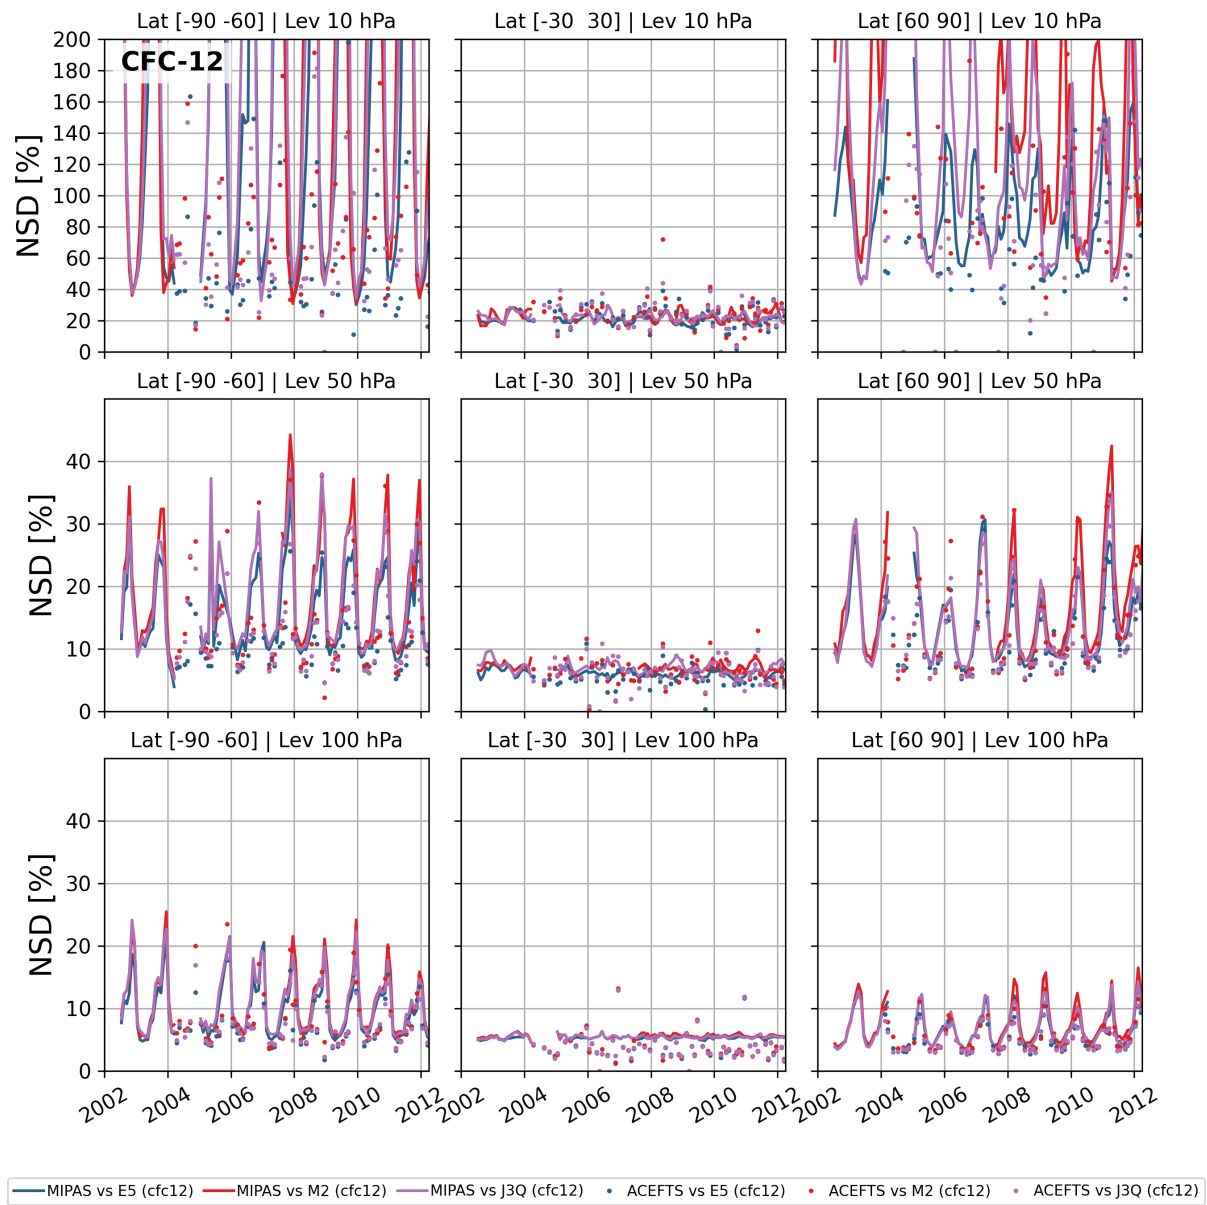 Lat [-90 -60] | Lev 10 hPa
Lat [-30  30] | Lev 10 hPa
Lat [60 90] | Lev 10 hPa
CFC-12
NSD [%]
200
180
160
140
120
100
80
60
40
20
0
Lat [-90 -60] | Lev 50 hPa
Lat [-30  30] | Lev 50 hPa
Lat [60 90] | Lev 50 hPa
NSD [%]
40
30
20
10
0
Lat [-90 -60] | Lev 100 hPa
Lat [-30  30] | Lev 100 hPa
Lat [60 90] | Lev 100 hPa
NSD [%]
40
30
20
10
0
2002 2004 2006 2008 2010 2012
2002 2004 2006 2008 2010 2012
2002 2004 2006 2008 2010 2012
MIPAS vs E5 (cfc12) MIPAS vs M2 (cfc12) MIPAS vs J3Q (cfc12) ACEFTS vs E5 (cfc12) ACEFTS vs M2 (cfc12) ACEFTS vs J3Q (cfc12)